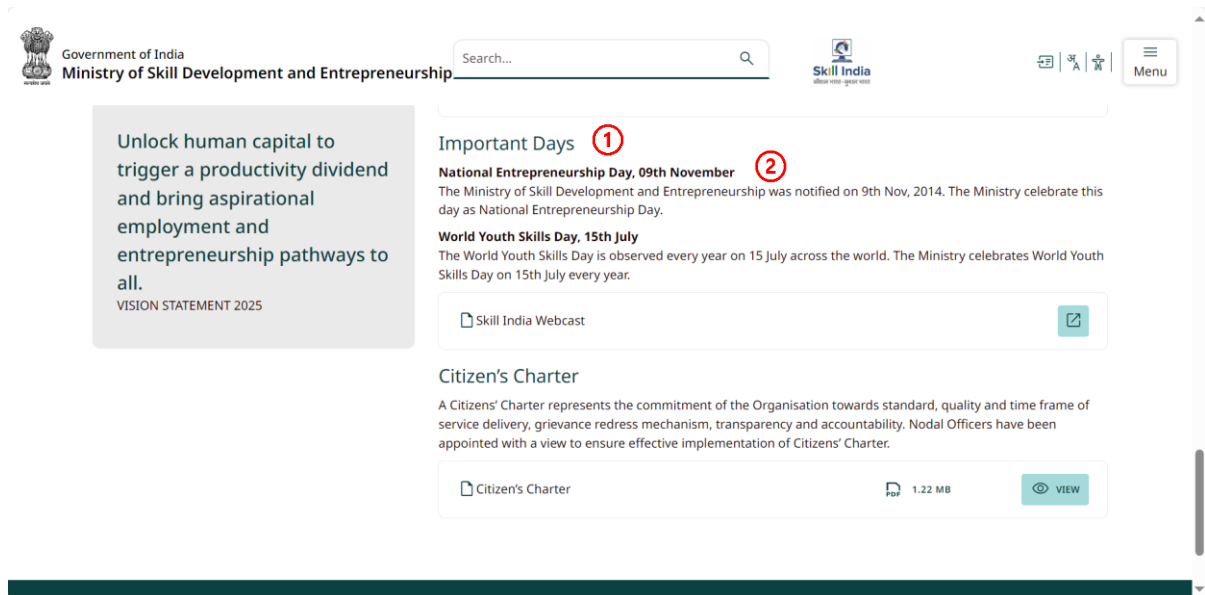 Government of India
Ministry of Skill Development and Entrepreneurship
Search...
Skill India
कौशल भारत-कुशल भारत
अ
A
Menu
Unlock human capital to
trigger a productivity dividend
and bring aspirational
employment and
entrepreneurship pathways to
all.
VISION STATEMENT 2025
Important Days 1
National Entrepreneurship Day, 09th November 2
The Ministry of Skill Development and Entrepreneurship was notified on 9th Nov, 2014. The Ministry celebrate this
day as National Entrepreneurship Day.
World Youth Skills Day, 15th July
The World Youth Skills Day is observed every year on 15 July across the world. The Ministry celebrates World Youth
Skills Day on 15th July every year.
Skill India Webcast
Citizen’s Charter
A Citizens’ Charter represents the commitment of the Organisation towards standard, quality and time frame of
service delivery, grievance redress mechanism, transparency and accountability. Nodal Officers have been
appointed with a view to ensure effective implementation of Citizens’ Charter.
Citizen’s Charter PDF 1.22 MB VIEW